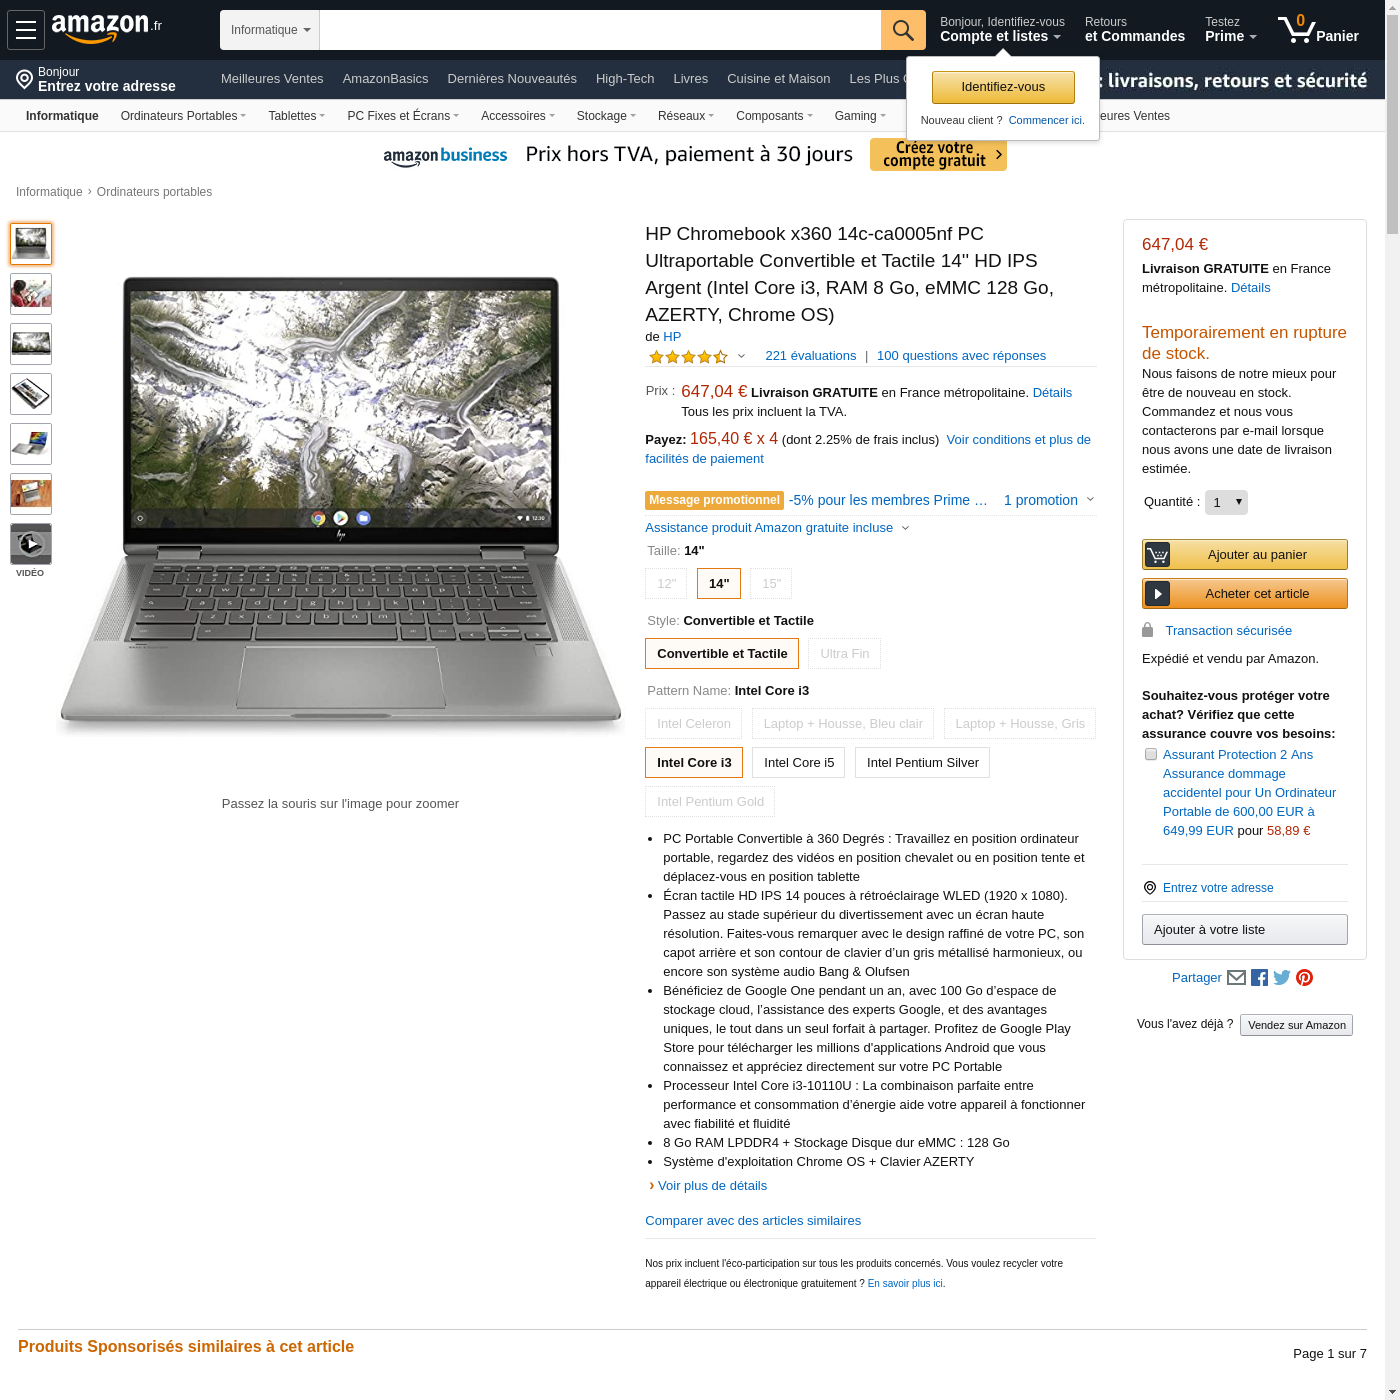 amazon.fr
Informatique
Bonjour, Identifiez-vous
Compte et listes
Retours
et Commandes
Testez
Prime
0
Panier
Bonjour
Entrez votre adresse
Meilleures Ventes
AmazonBasics
Dernières Nouveautés
High-Tech
Livres
Cuisine et Maison
Les Plus
: livraisons, retours et sécurité
Identifiez-vous
Nouveau client ? Commencer ici.
Informatique
Ordinateurs Portables
Tablettes
PC Fixes et Écrans
Accessoires
Stockage
Réseaux
Composants
Gaming
eures Ventes
amazon business
Prix hors TVA, paiement à 30 jours
Créez votre
compte gratuit
Informatique › Ordinateurs portables
VIDÉO
Passez la souris sur l'image pour zoomer
HP Chromebook x360 14c-ca0005nf PC
Ultraportable Convertible et Tactile 14'' HD IPS
Argent (Intel Core i3, RAM 8 Go, eMMC 128 Go,
AZERTY, Chrome OS)
de HP
221 évaluations | 100 questions avec réponses
Prix : 647,04 € Livraison GRATUITE en France métropolitaine. Détails
Tous les prix incluent la TVA.
Payez: 165,40 € x 4 (dont 2.25% de frais inclus) Voir conditions et plus de
facilités de paiement
Message promotionnel -5% pour les membres Prime … 1 promotion
Assistance produit Amazon gratuite incluse
Taille: 14"
12"
14"
15"
Style: Convertible et Tactile
Convertible et Tactile
Ultra Fin
Pattern Name: Intel Core i3
Intel Celeron
Laptop + Housse, Bleu clair
Laptop + Housse, Gris
Intel Core i3
Intel Core i5
Intel Pentium Silver
Intel Pentium Gold
• PC Portable Convertible à 360 Degrés : Travaillez en position ordinateur
portable, regardez des vidéos en position chevalet ou en position tente et
déplacez-vous en position tablette
• Écran tactile HD IPS 14 pouces à rétroéclairage WLED (1920 x 1080).
Passez au stade supérieur du divertissement avec un écran haute
résolution. Faites-vous remarquer avec le design raffiné de votre PC, son
capot arrière et son contour de clavier d’un gris métallisé harmonieux, ou
encore son système audio Bang & Olufsen
• Bénéficiez de Google One pendant un an, avec 100 Go d’espace de
stockage cloud, l’assistance des experts Google, et des avantages
uniques, le tout dans un seul forfait à partager. Profitez de Google Play
Store pour télécharger les millions d'applications Android que vous
connaissez et appréciez directement sur votre PC Portable
• Processeur Intel Core i3-10110U : La combinaison parfaite entre
performance et consommation d’énergie aide votre appareil à fonctionner
avec fiabilité et fluidité
• 8 Go RAM LPDDR4 + Stockage Disque dur eMMC : 128 Go
• Système d'exploitation Chrome OS + Clavier AZERTY
› Voir plus de détails
Comparer avec des articles similaires
Nos prix incluent l'éco-participation sur tous les produits concernés. Vous voulez recycler votre
appareil électrique ou électronique gratuitement ? En savoir plus ici.
647,04 €
Livraison GRATUITE en France
métropolitaine. Détails
Temporairement en rupture
de stock.
Nous faisons de notre mieux pour
être de nouveau en stock.
Commandez et nous vous
contacterons par e-mail lorsque
nous avons une date de livraison
estimée.
Quantité : 1
Ajouter au panier
Acheter cet article
Transaction sécurisée
Expédié et vendu par Amazon.
Souhaitez-vous protéger votre
achat? Vérifiez que cette
assurance couvre vos besoins:
Assurant Protection 2 Ans
Assurance dommage
accidentel pour Un Ordinateur
Portable de 600,00 EUR à
649,99 EUR pour 58,89 €
Entrez votre adresse
Ajouter à votre liste
Partager
Vous l'avez déjà ?
Vendez sur Amazon
Produits Sponsorisés similaires à cet article
Page 1 sur 7